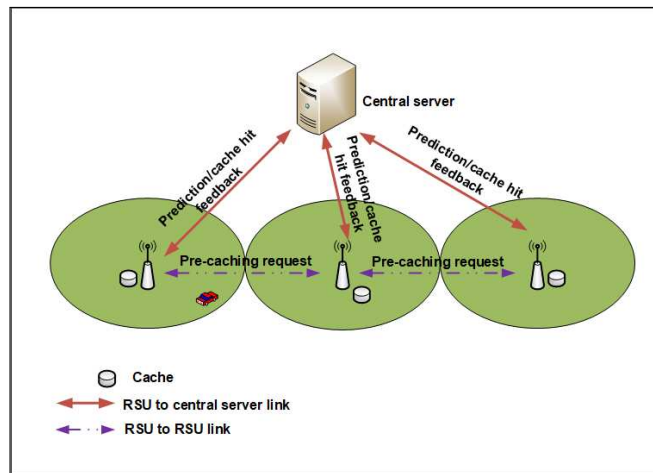 Central server
Prediction/cache hit
feedback
Prediction/cache
hit feedback
Prediction/cache hit
feedback
Pre-caching request
Pre-caching request
Cache
RSU to central server link
RSU to RSU link